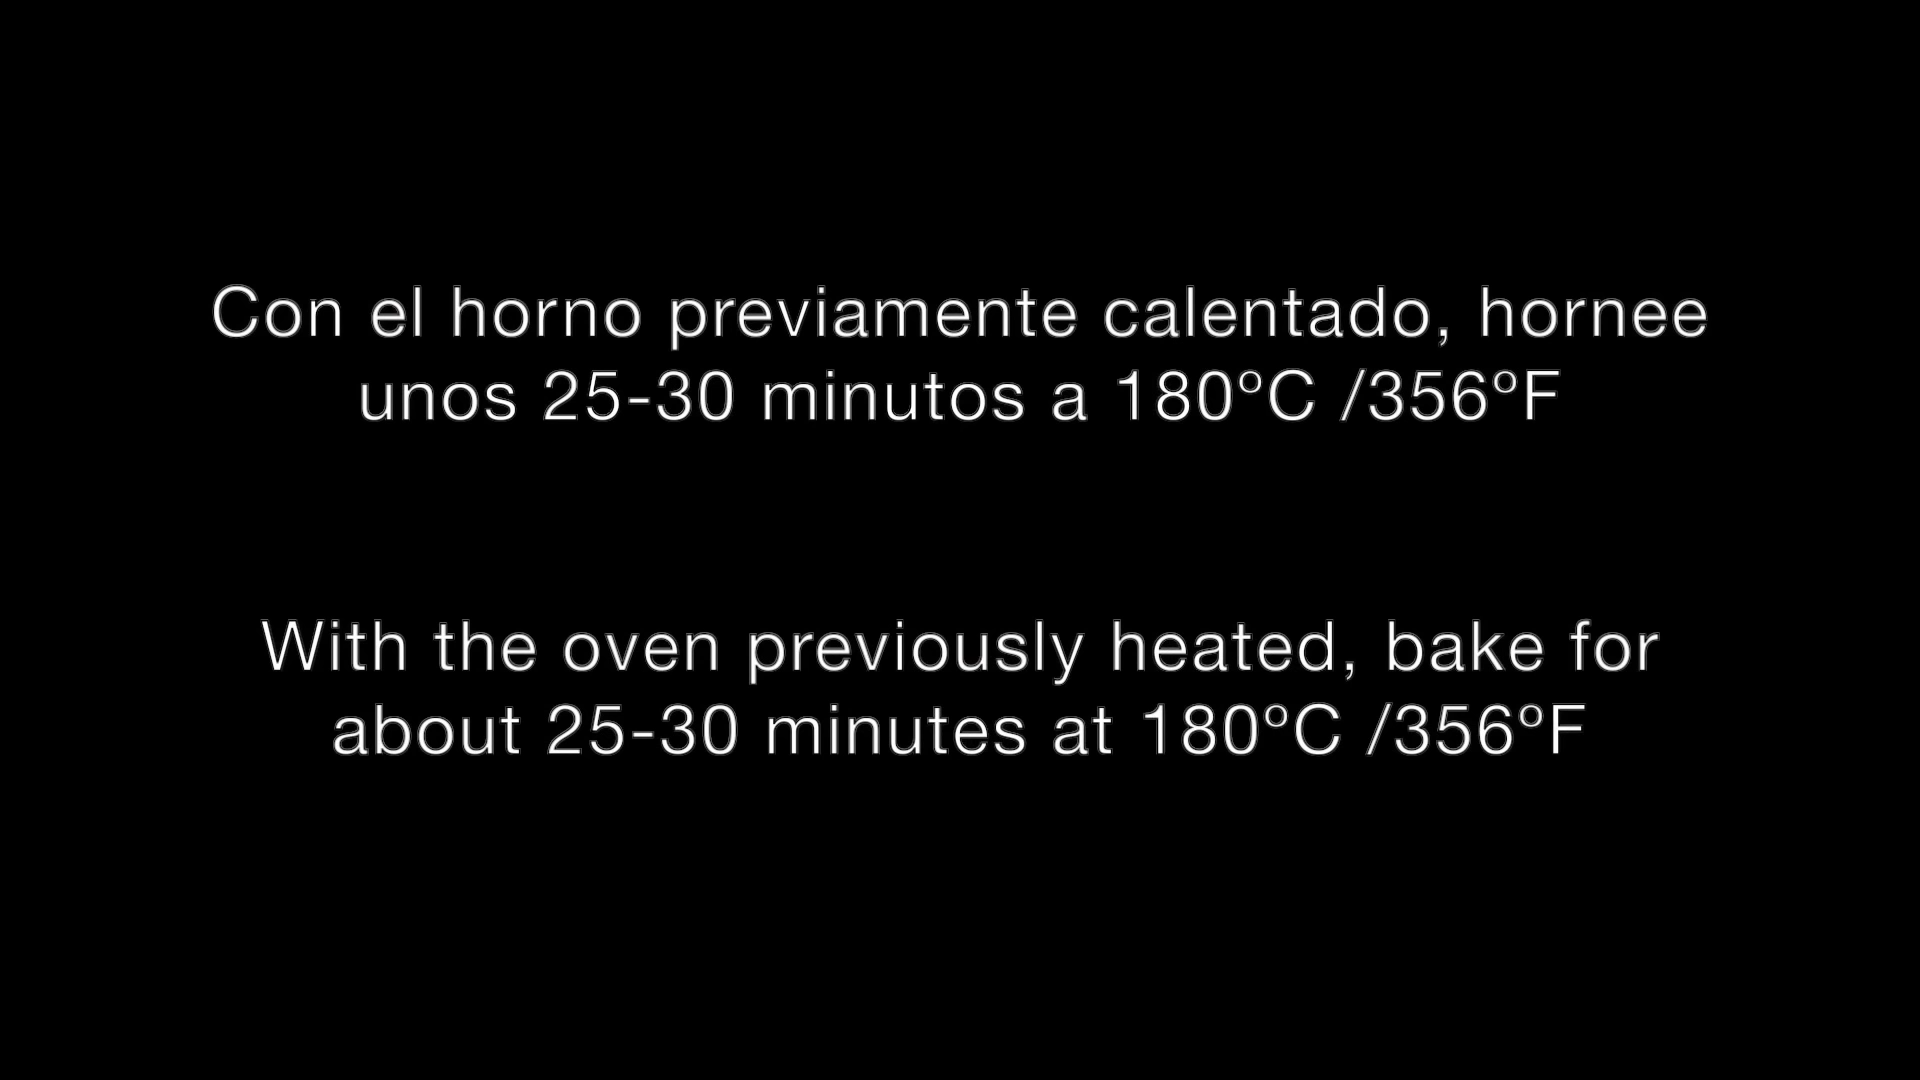 Con el horno previamente calentado, hornee
unos 25-30 minutos a 180ºC /356ºF
With the oven previously heated, bake for
about 25-30 minutes at 180ºC /356ºF